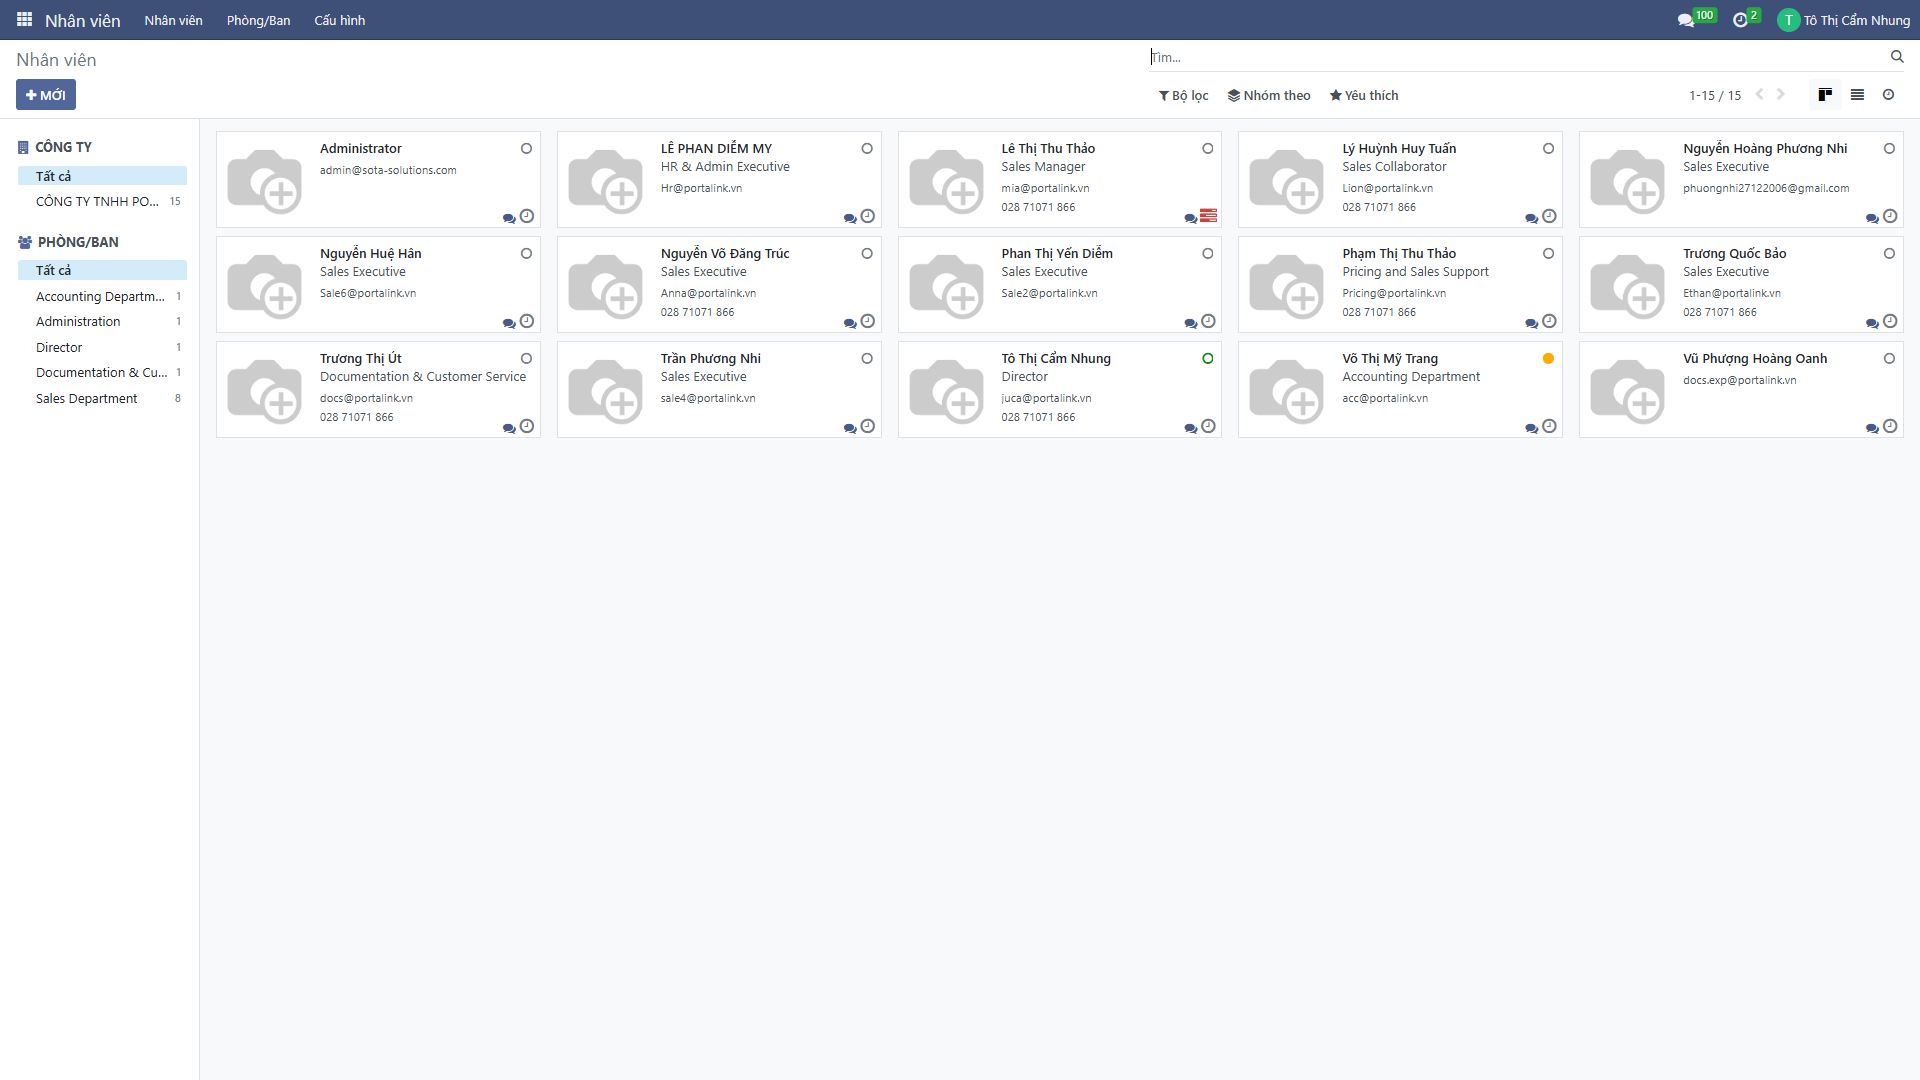 Nhân viên Nhân viên Phòng/Ban Cấu hình 100 2 T Tô Thị Cẩm Nhung
Nhân viên
Tìm...
MỚI
Bộ lọc Nhóm theo Yêu thích
1-15 / 15
CÔNG TY
Tất cả
CÔNG TY TNHH PO... 15
PHÒNG/BAN
Tất cả
Accounting Departm... 1
Administration 1
Director 1
Documentation & Cu... 1
Sales Department 8
Administrator
admin@sota-solutions.com
LÊ PHAN DIỄM MY
HR & Admin Executive
Hr@portalink.vn
Lê Thị Thu Thảo
Sales Manager
mia@portalink.vn
028 71071 866
Lý Huỳnh Huy Tuấn
Sales Collaborator
Lion@portalink.vn
028 71071 866
Nguyễn Hoàng Phương Nhi
Sales Executive
phuongnhi27122006@gmail.com
Nguyễn Huệ Hân
Sales Executive
Sale6@portalink.vn
Nguyễn Võ Đăng Trúc
Sales Executive
Anna@portalink.vn
028 71071 866
Phan Thị Yến Diễm
Sales Executive
Sale2@portalink.vn
Phạm Thị Thu Thảo
Pricing and Sales Support
Pricing@portalink.vn
028 71071 866
Trương Quốc Bảo
Sales Executive
Ethan@portalink.vn
028 71071 866
Trương Thị Út
Documentation & Customer Service
docs@portalink.vn
028 71071 866
Trần Phương Nhi
Sales Executive
sale4@portalink.vn
Tô Thị Cẩm Nhung
Director
juca@portalink.vn
028 71071 866
Võ Thị Mỹ Trang
Accounting Department
acc@portalink.vn
Vũ Phượng Hoàng Oanh
docs.exp@portalink.vn